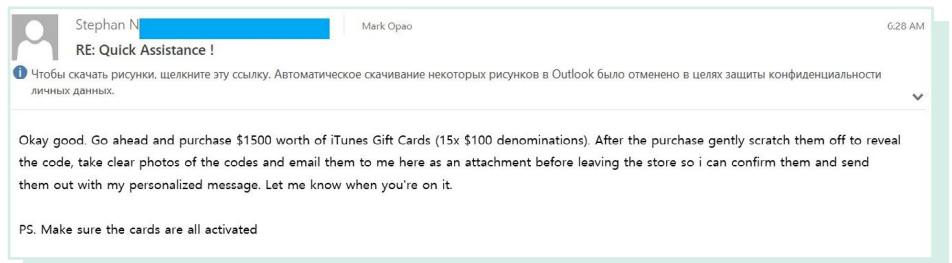 Stephan N
Mark Opao
6:28 AM
RE: Quick Assistance !
Чтобы скачать рисунки, щелкните эту ссылку. Автоматическое скачивание некоторых рисунков в Outlook было отменено в целях защиты конфиденциальности
личных данных.
Okay good. Go ahead and purchase $1500 worth of iTunes Gift Cards (15x $100 denominations). After the purchase gently scratch them off to reveal
the code, take clear photos of the codes and email them to me here as an attachment before leaving the store so i can confirm them and send
them out with my personalized message. Let me know when you're on it.
PS. Make sure the cards are all activated